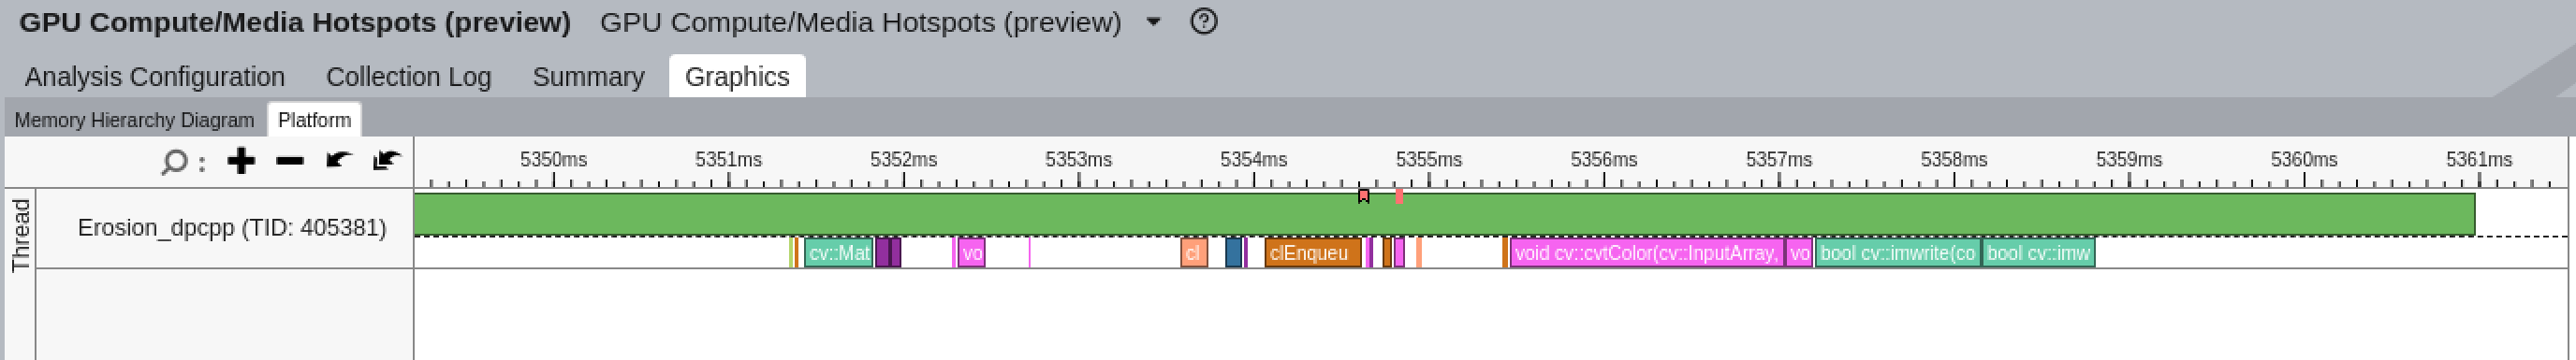 GPU Compute/Media Hotspots (preview) GPU Compute/Media Hotspots (preview) ?
Analysis Configuration Collection Log Summary Graphics
Memory Hierarchy Diagram Platform
5350ms 5351ms 5352ms 5353ms 5354ms 5355ms 5356ms 5357ms 5358ms 5359ms 5360ms 5361ms
Thread
Erosion_dpcpp (TID: 405381)
cv::Mat vo cl clEnqueu void cv::cvtColor(cv::InputArray, vo bool cv::imwrite(co bool cv::imw